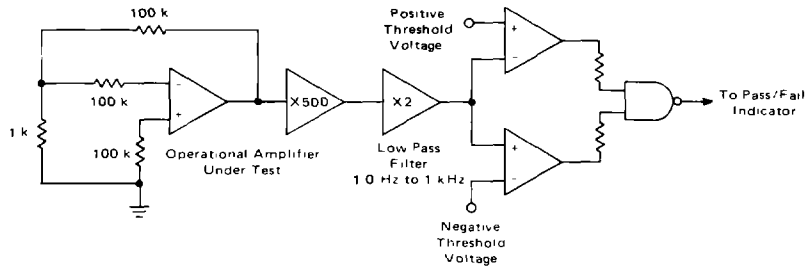 100 k
Positive
Threshold
Voltage
+
−
100 k
−
+
X500
X2
To Pass/Fail
Indicator
1 k
100 k
Operational Amplifier
Under Test
Low Pass
Filter
1 0 Hz to 1 kHz
+
−
Negative
Threshold
Voltage